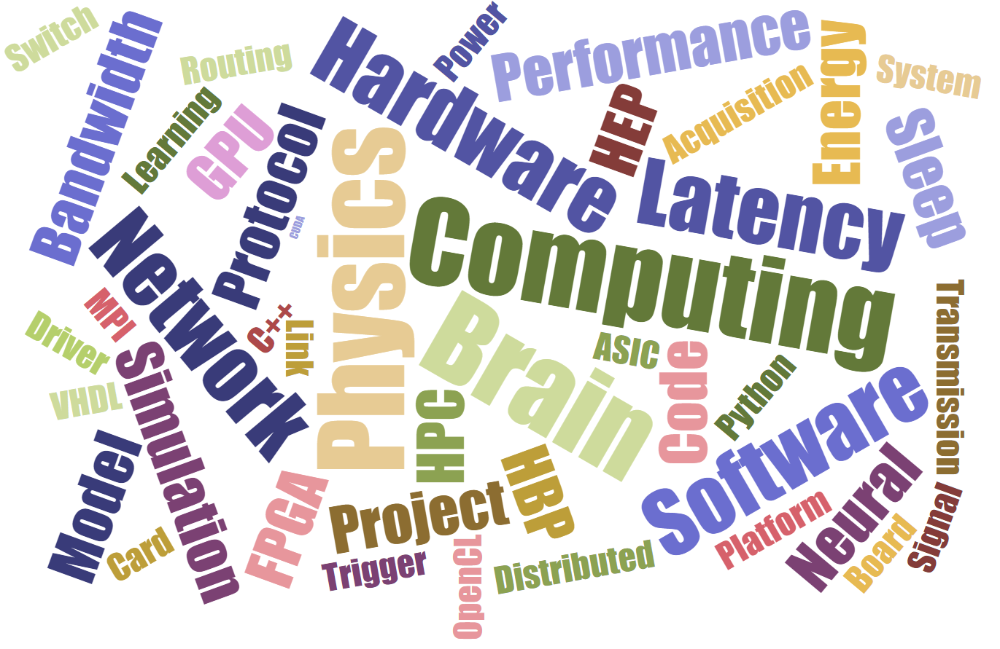 Switch
Bandwidth
Routing
Hardware
Power
Performance
Energy
System
Learning
GPU
Protocol
Physics
HEP
Acquisition
Sleep
CUDA
Latency
Network
Computing
MPI
C++
Link
Brain
Transmission
Driver
ASIC
Code
Python
VHDL
Simulation
HPC
Software
Model
FPGA
Project
HBP
Neural
Signal
Card
Trigger
OpenCL
Distributed
Platform
Board